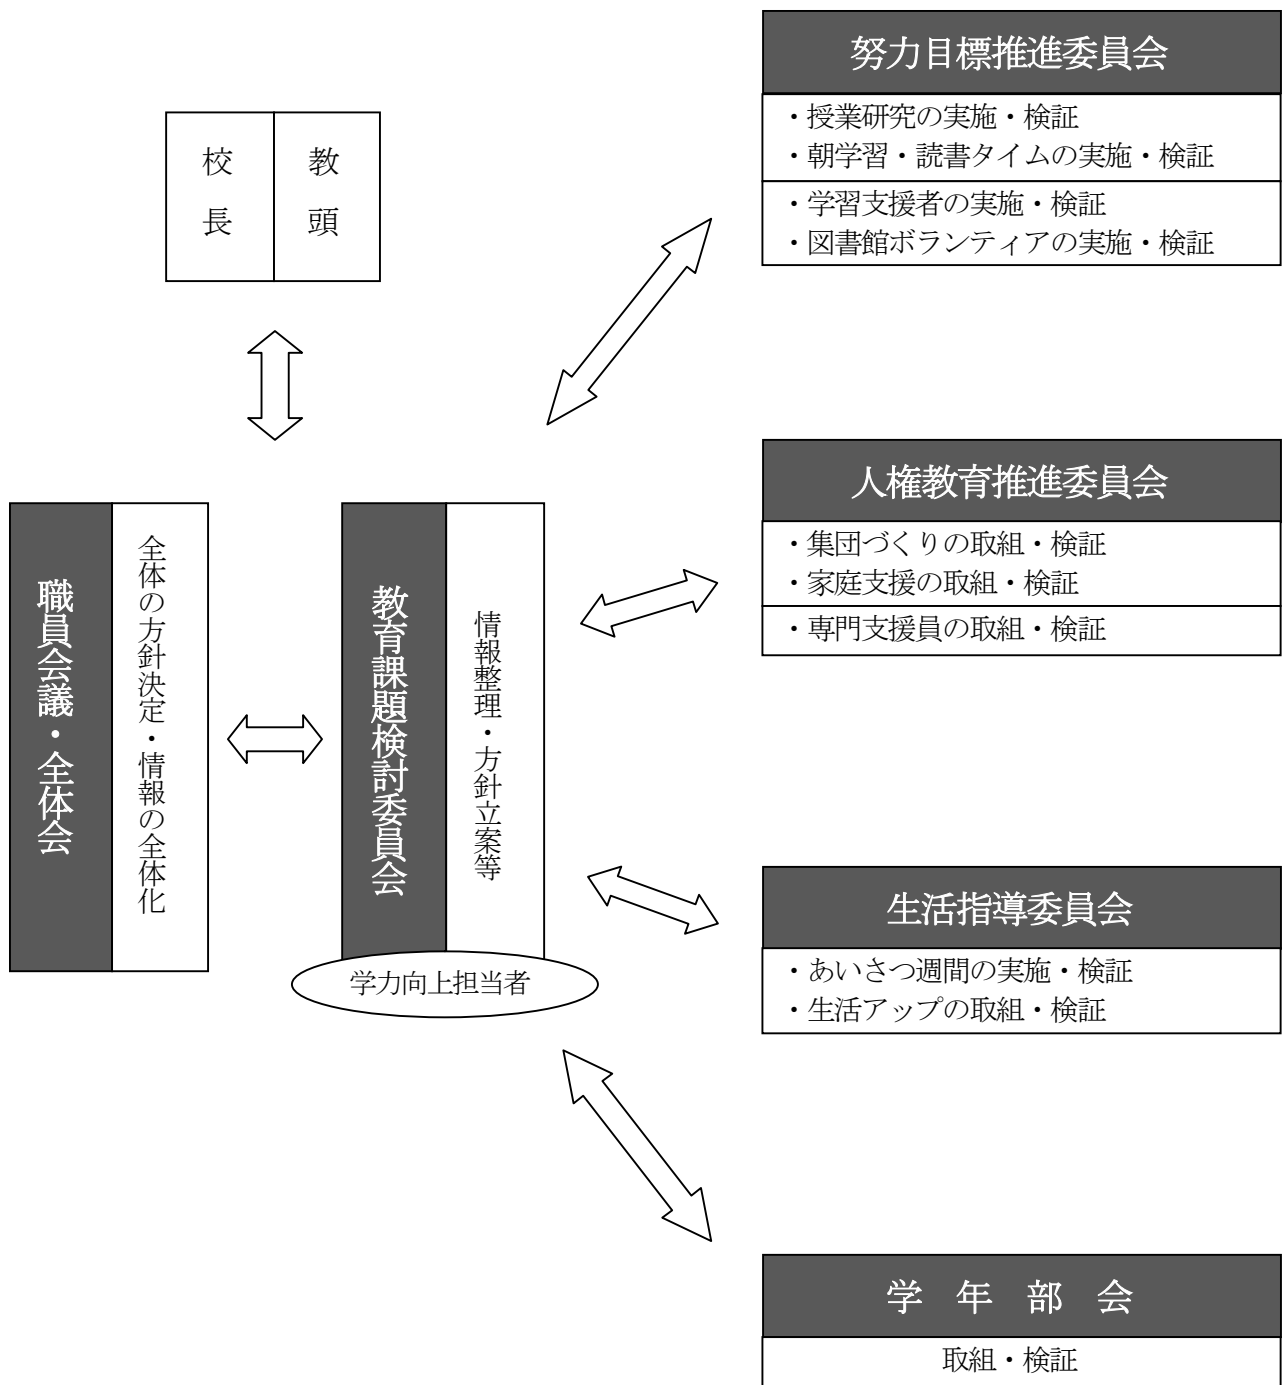 校長
教頭
職員会議・全体会
全体の方針決定・情報の全体化
教育課題検討委員会
情報整理・方針立案等
学力向上担当者
努力目標推進委員会
・授業研究の実施・検証
・朝学習・読書タイムの実施・検証
・学習支援者の実施・検証
・図書館ボランティアの実施・検証
人権教育推進委員会
・集団づくりの取組・検証
・家庭支援の取組・検証
・専門支援員の取組・検証
生活指導委員会
・あいさつ週間の実施・検証
・生活アップの取組・検証
学　年　部　会
取組・検証